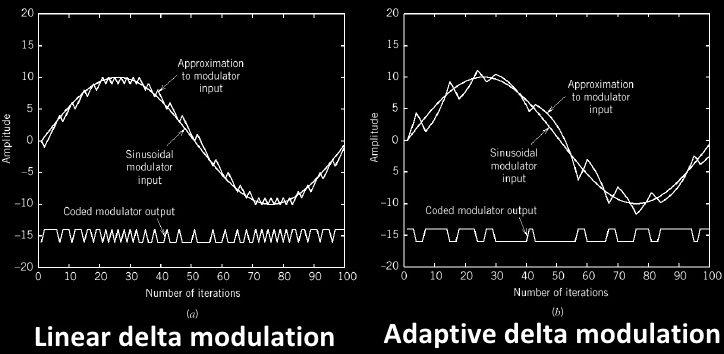 20
15
10
5
0
−5
−10
−15
−20
Amplitude
Approximation
to modulator
input
Sinusoidal
modulator
input
Coded modulator output
0 10 20 30 40 50 60 70 80 90 100
Number of iterations
(a)
Linear delta modulation
20
15
10
5
0
−5
−10
−15
−20
Amplitude
Approximation
to modulator
input
Sinusoidal
modulator
input
Coded modulator output
0 10 20 30 40 50 60 70 80 90 100
Number of iterations
(b)
Adaptive delta modulation